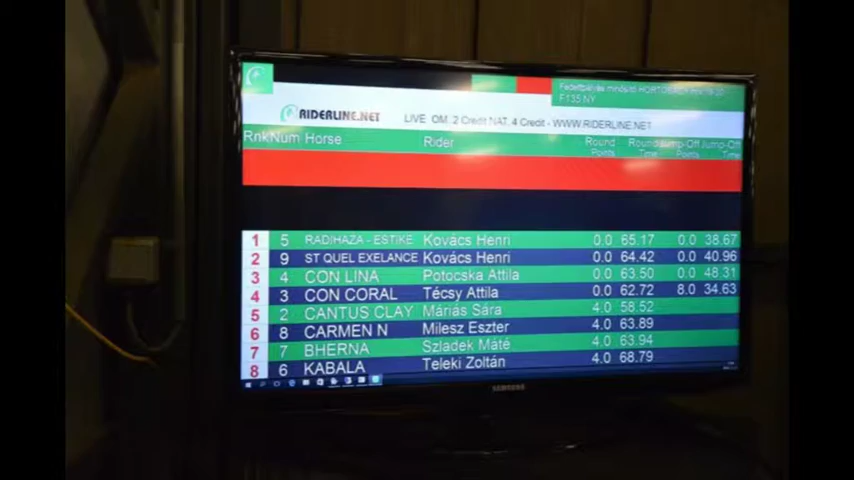 Fedettpályás minősítő
F135.NY
RIDERLINE.NET LIVE OM. 2 Credit NAT. 4 Credit - WWW.RIDERLINE.NET
Rnk Num Horse Rider Round Points Round Time Jump-Off Points Jump-Off Time
1 5 RADIHAZA - ESTIKE Kovács Henri 0.0 65.17 0.0 38.67
2 9 ST QUEL EXELANCE Kovács Henri 0.0 64.42 0.0 40.96
3 4 CON LINA Potocska Attila 0.0 63.50 0.0 48.31
4 3 CON CORAL Técsy Attila 0.0 62.72 8.0 34.63
5 2 CANTUS CLAY Máriás Sára 4.0 58.52
6 8 CARMEN N Milesz Eszter 4.0 63.89
7 7 BHERNA Szladek Máté 4.0 63.94
8 6 KABALA Teleki Zoltán 4.0 68.79
SAMSUNG